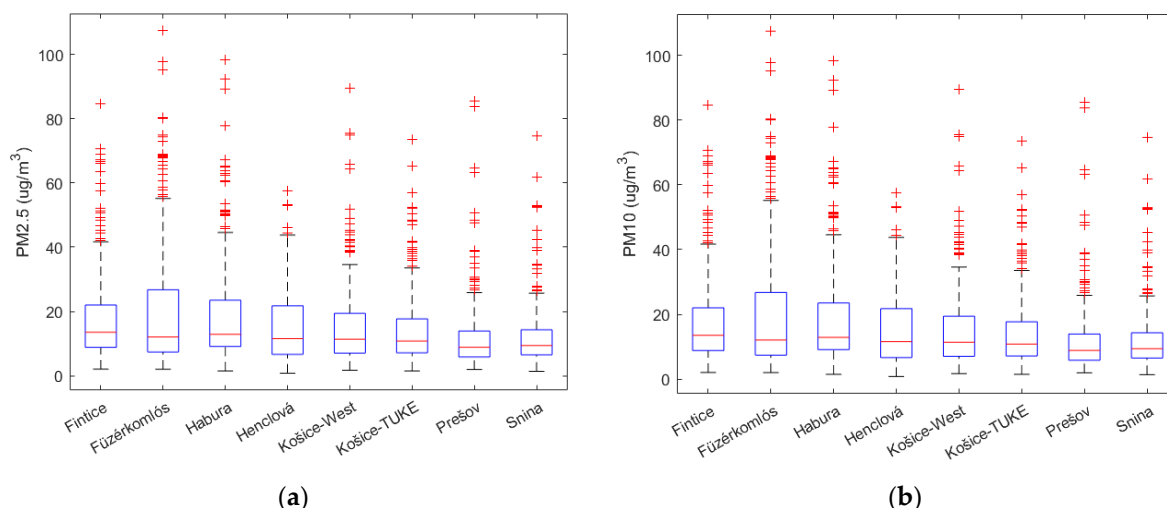 100
80
60
40
20
0
PM2.5 (ug/m³)
Fintice
Füzérkomlós
Habura
Henclová
Košice-West
Košice-TUKE
Prešov
Snina
(a)
100
80
60
40
20
0
PM10 (ug/m³)
Fintice
Füzérkomlós
Habura
Henclová
Košice-West
Košice-TUKE
Prešov
Snina
(b)